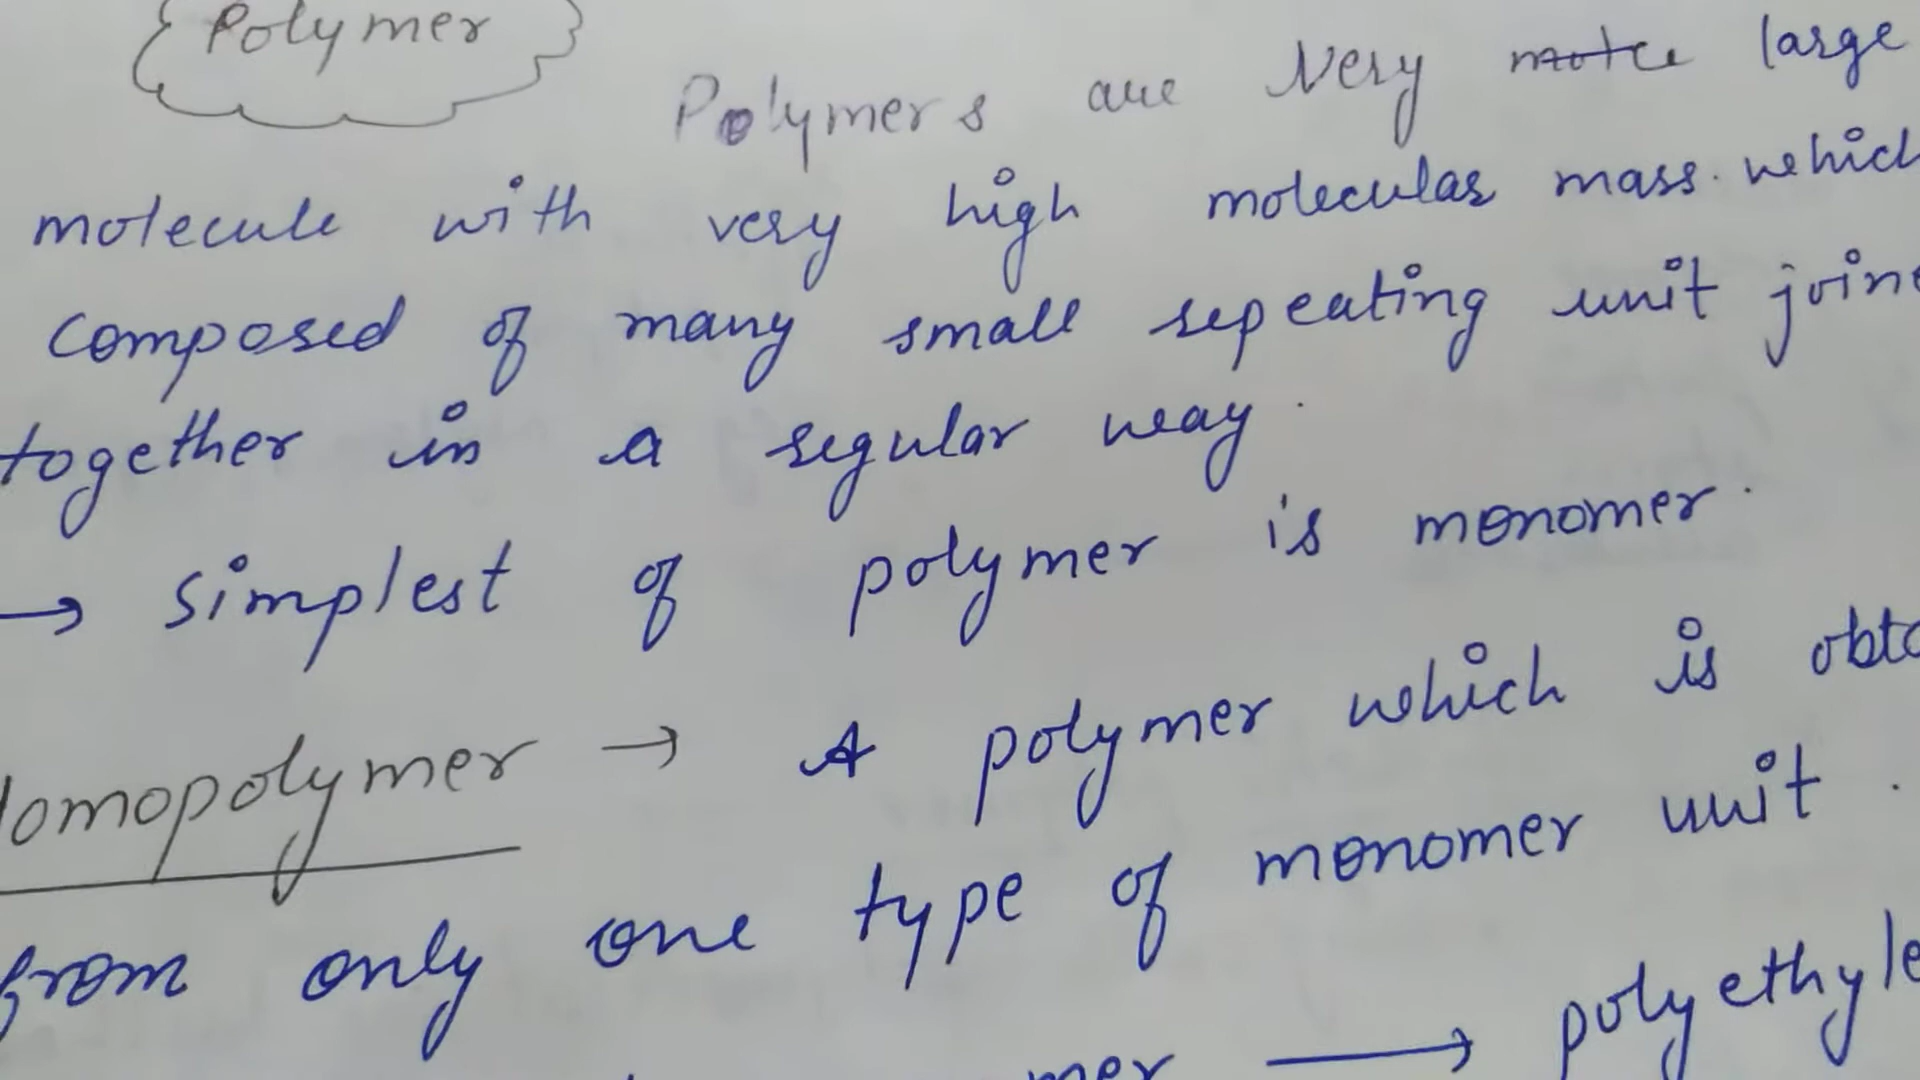 Polymer
Polymers are very large
molecule with very high molecular mass. which
composed of many small repeating unit joine
together in a regular way.
→ simplest of polymer is monomer.
Homopolymer → A polymer which is obta
from only one type of monomer unit.
mer → polyethyle